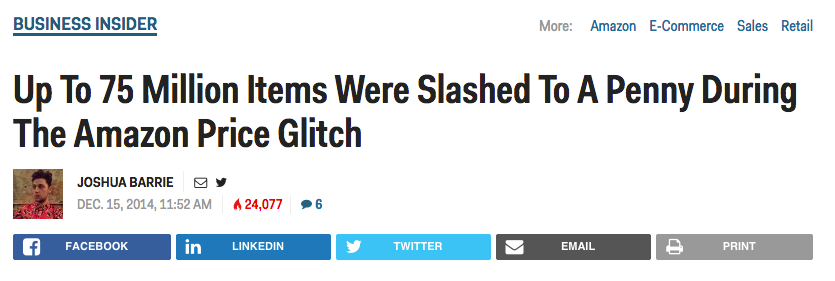 BUSINESS INSIDER
More: Amazon E-Commerce Sales Retail
Up To 75 Million Items Were Slashed To A Penny During
The Amazon Price Glitch
JOSHUA BARRIE
DEC. 15, 2014, 11:52 AM 24,077 6
FACEBOOK LINKEDIN TWITTER EMAIL PRINT